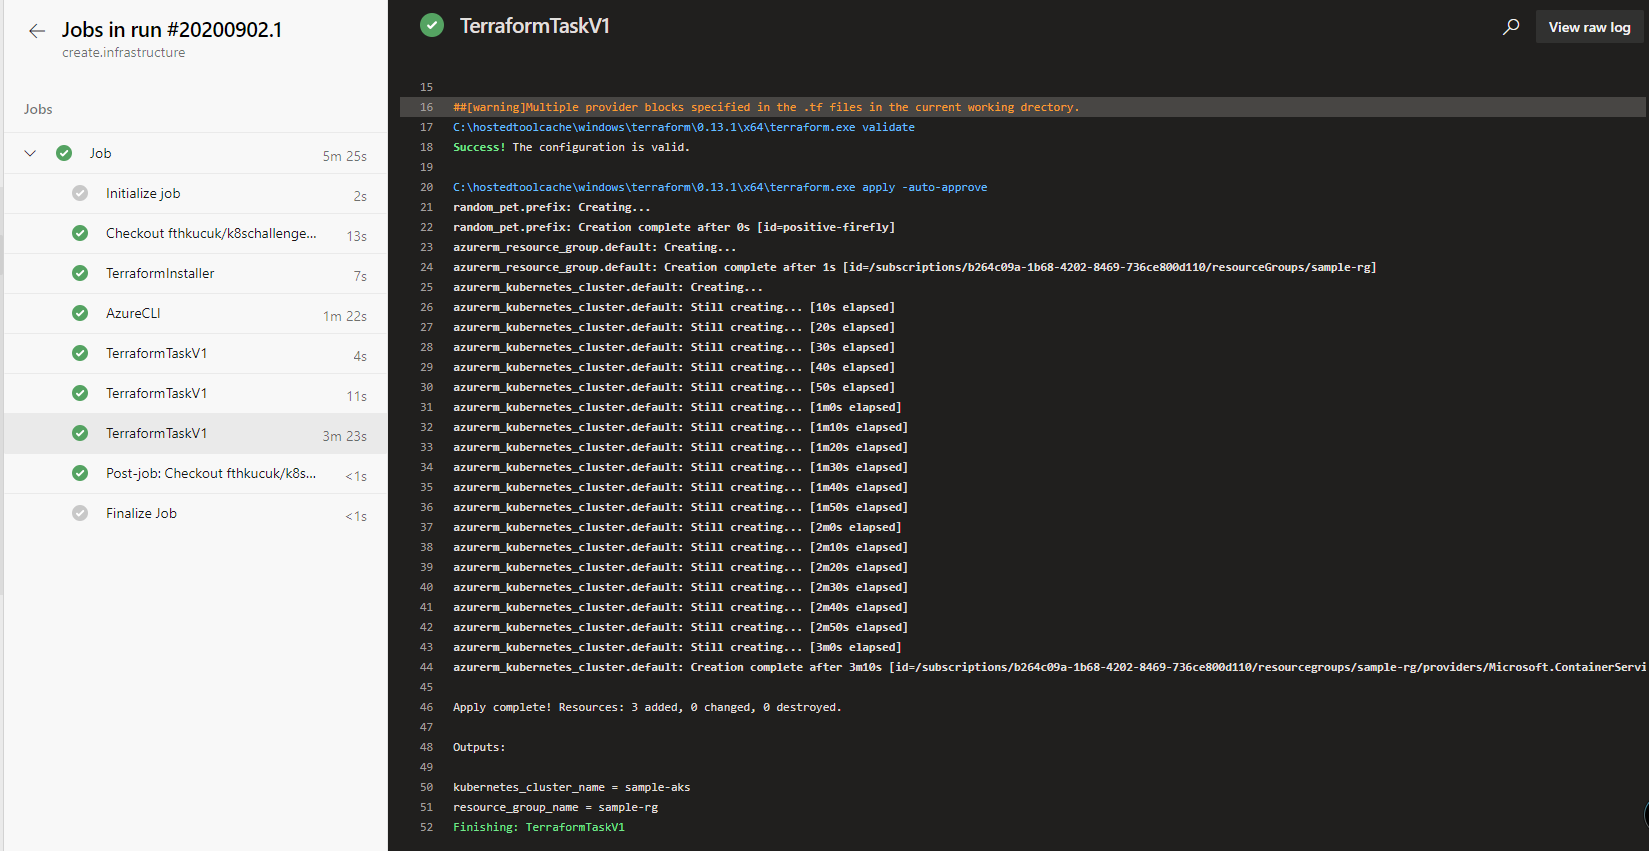 Jobs in run #20200902.1
create.infrastructure
Jobs
Job 5m 25s
Initialize job 2s
Checkout fthkucuk/k8schallenge... 13s
TerraformInstaller 7s
AzureCLI 1m 22s
TerraformTaskV1 4s
TerraformTaskV1 11s
TerraformTaskV1 3m 23s
Post-job: Checkout fthkucuk/k8s... <1s
Finalize Job <1s
TerraformTaskV1
View raw log
15
16 ##[warning]Multiple provider blocks specified in the .tf files in the current working drectory.
17 C:\hostedtoolcache\windows\terraform\0.13.1\x64\terraform.exe validate
18 Success! The configuration is valid.
19
20 C:\hostedtoolcache\windows\terraform\0.13.1\x64\terraform.exe apply -auto-approve
21 random_pet.prefix: Creating...
22 random_pet.prefix: Creation complete after 0s [id=positive-firefly]
23 azurerm_resource_group.default: Creating...
24 azurerm_resource_group.default: Creation complete after 1s [id=/subscriptions/b264c09a-1b68-4202-8469-736ce800d110/resourceGroups/sample-rg]
25 azurerm_kubernetes_cluster.default: Creating...
26 azurerm_kubernetes_cluster.default: Still creating... [10s elapsed]
27 azurerm_kubernetes_cluster.default: Still creating... [20s elapsed]
28 azurerm_kubernetes_cluster.default: Still creating... [30s elapsed]
29 azurerm_kubernetes_cluster.default: Still creating... [40s elapsed]
30 azurerm_kubernetes_cluster.default: Still creating... [50s elapsed]
31 azurerm_kubernetes_cluster.default: Still creating... [1m0s elapsed]
32 azurerm_kubernetes_cluster.default: Still creating... [1m10s elapsed]
33 azurerm_kubernetes_cluster.default: Still creating... [1m20s elapsed]
34 azurerm_kubernetes_cluster.default: Still creating... [1m30s elapsed]
35 azurerm_kubernetes_cluster.default: Still creating... [1m40s elapsed]
36 azurerm_kubernetes_cluster.default: Still creating... [1m50s elapsed]
37 azurerm_kubernetes_cluster.default: Still creating... [2m0s elapsed]
38 azurerm_kubernetes_cluster.default: Still creating... [2m10s elapsed]
39 azurerm_kubernetes_cluster.default: Still creating... [2m20s elapsed]
40 azurerm_kubernetes_cluster.default: Still creating... [2m30s elapsed]
41 azurerm_kubernetes_cluster.default: Still creating... [2m40s elapsed]
42 azurerm_kubernetes_cluster.default: Still creating... [2m50s elapsed]
43 azurerm_kubernetes_cluster.default: Still creating... [3m0s elapsed]
44 azurerm_kubernetes_cluster.default: Creation complete after 3m10s [id=/subscriptions/b264c09a-1b68-4202-8469-736ce800d110/resourcegroups/sample-rg/providers/Microsoft.ContainerServi
45
46 Apply complete! Resources: 3 added, 0 changed, 0 destroyed.
47
48 Outputs:
49
50 kubernetes_cluster_name = sample-aks
51 resource_group_name = sample-rg
52 Finishing: TerraformTaskV1